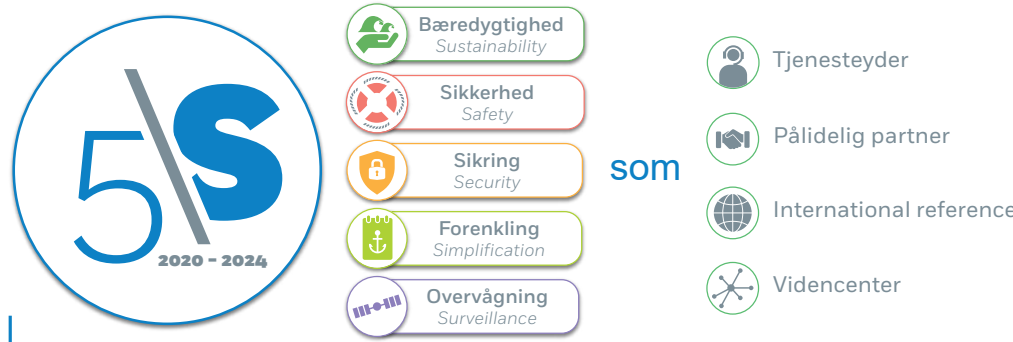 5\S
2020 – 2024
Bæredygtighed
Sustainability
Sikkerhed
Safety
Sikring
Security
Forenkling
Simplification
Overvågning
Surveillance
som
Tjenesteyder
Pålidelig partner
International reference
Videncenter